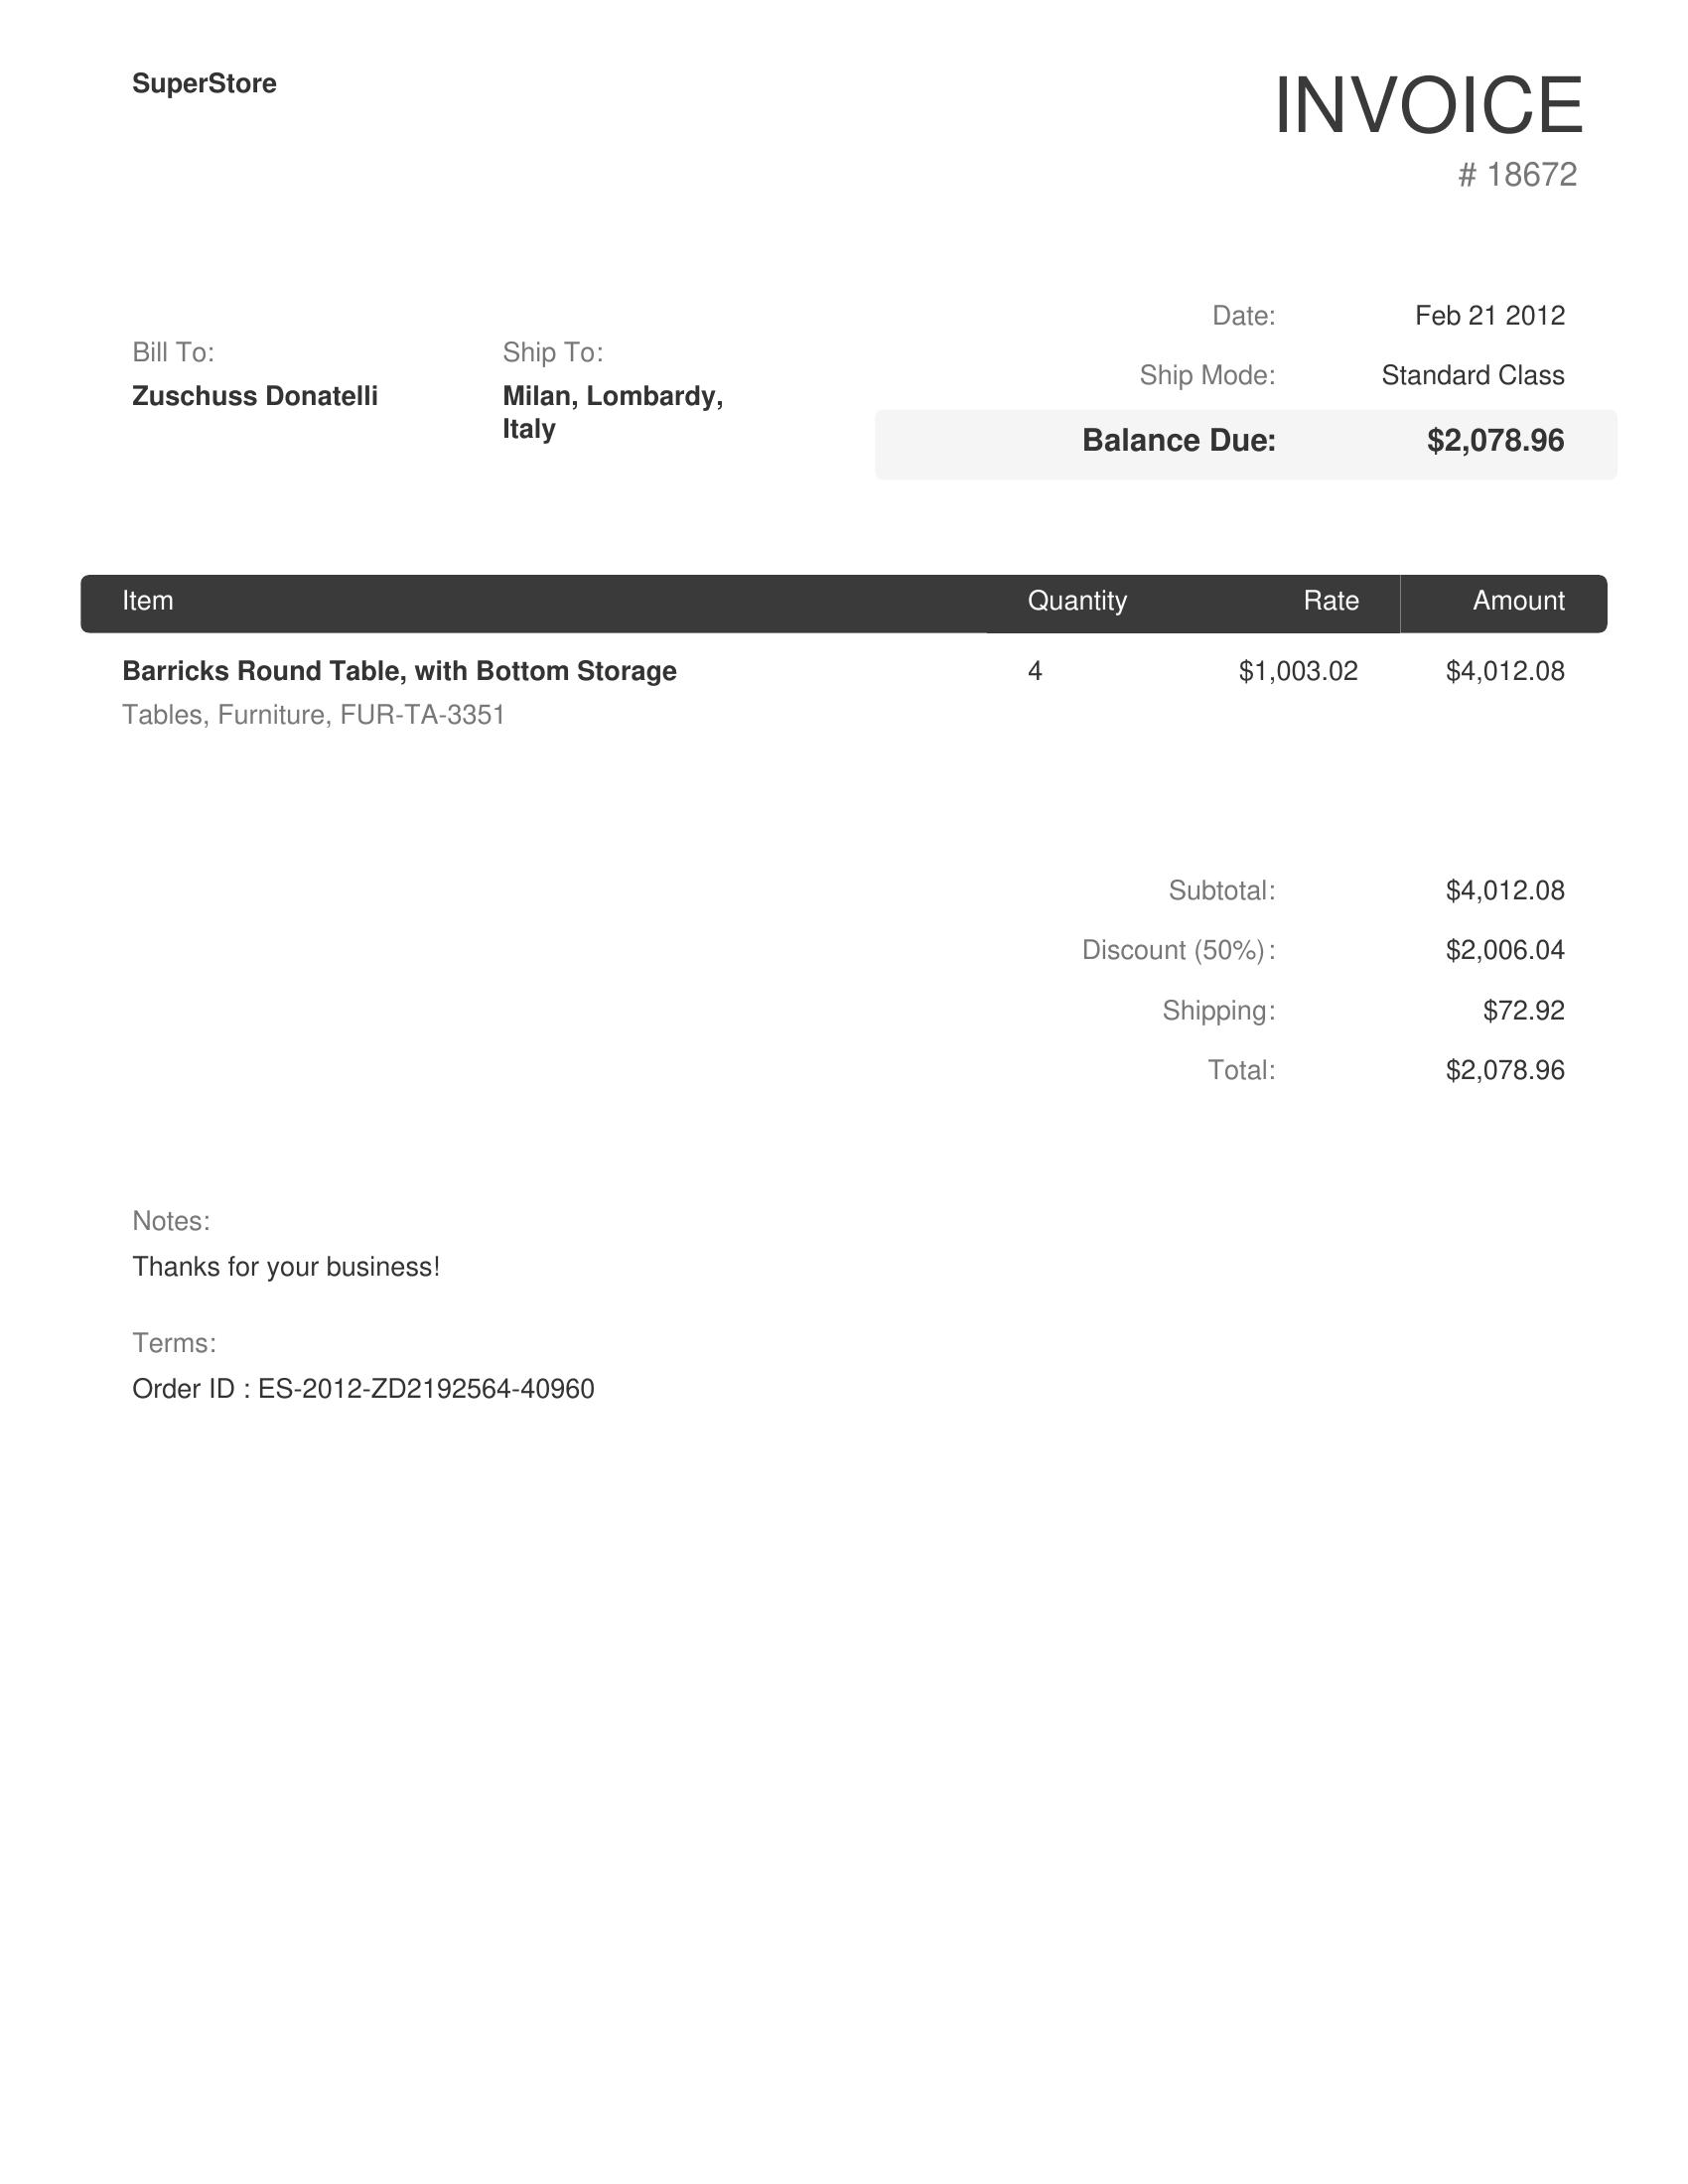 SuperStore
INVOICE
# 18672
Date: Feb 21 2012
Ship Mode: Standard Class
Balance Due: $2,078.96
Bill To:
Zuschuss Donatelli
Ship To:
Milan, Lombardy,
Italy
Item Quantity Rate Amount
Barricks Round Table, with Bottom Storage 4 $1,003.02 $4,012.08
Tables, Furniture, FUR-TA-3351
Subtotal: $4,012.08
Discount (50%): $2,006.04
Shipping: $72.92
Total: $2,078.96
Notes:
Thanks for your business!
Terms:
Order ID : ES-2012-ZD2192564-40960